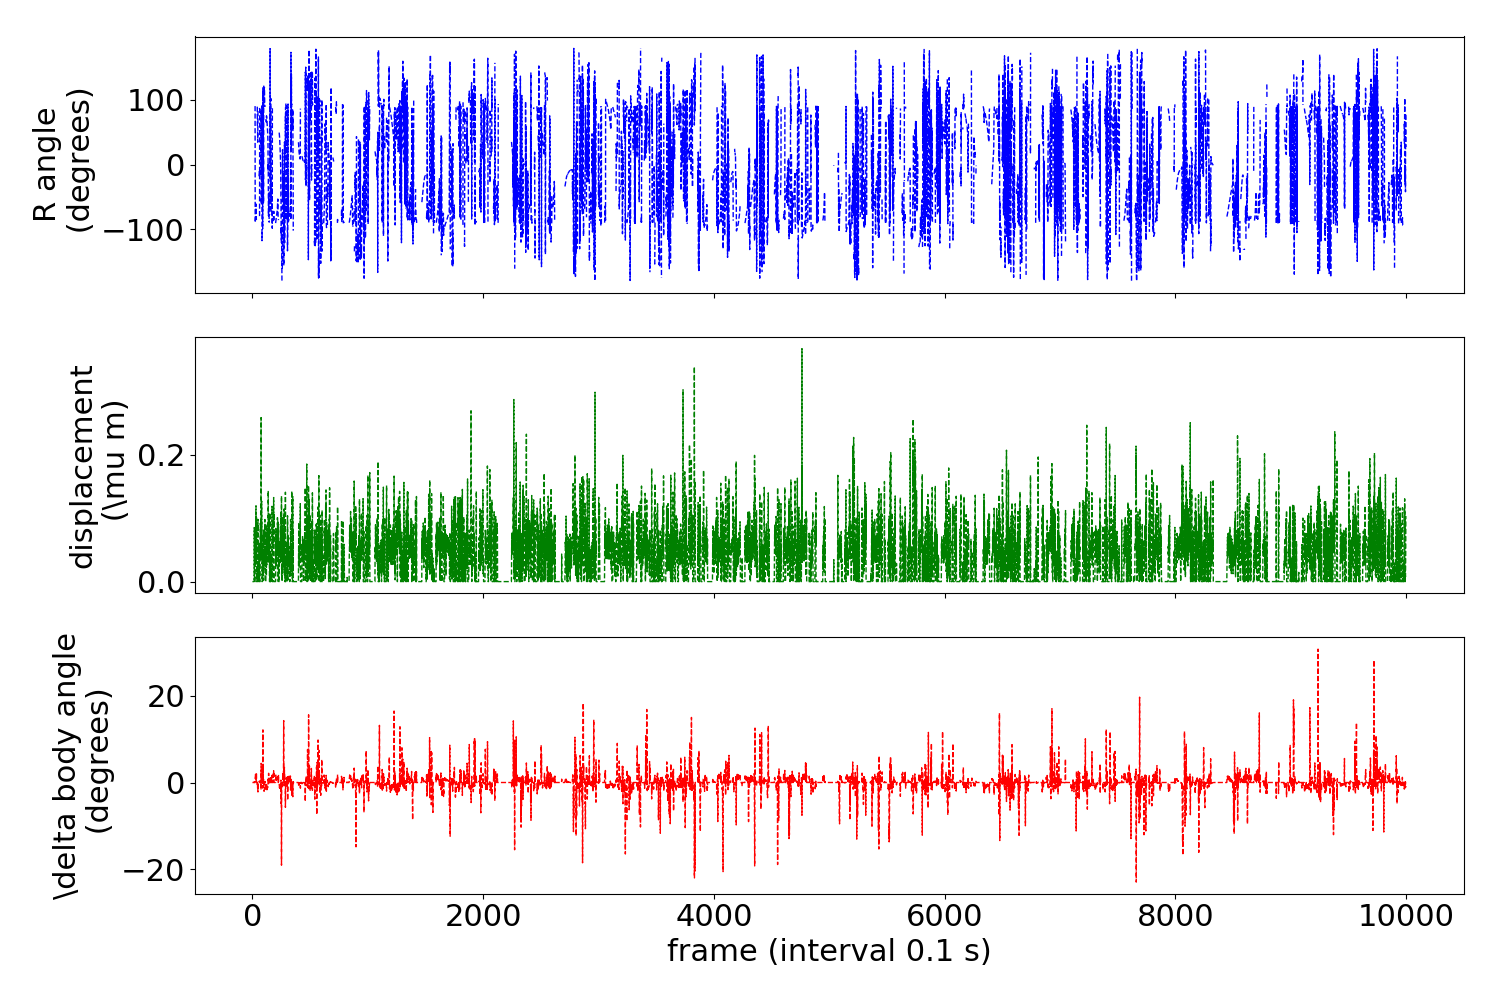 R angle
(degrees)
100
0
−100
displacement
(\mu m)
0.2
0.0
\delta body angle
(degrees)
20
0
−20
0 2000 4000 6000 8000 10000
frame (interval 0.1 s)